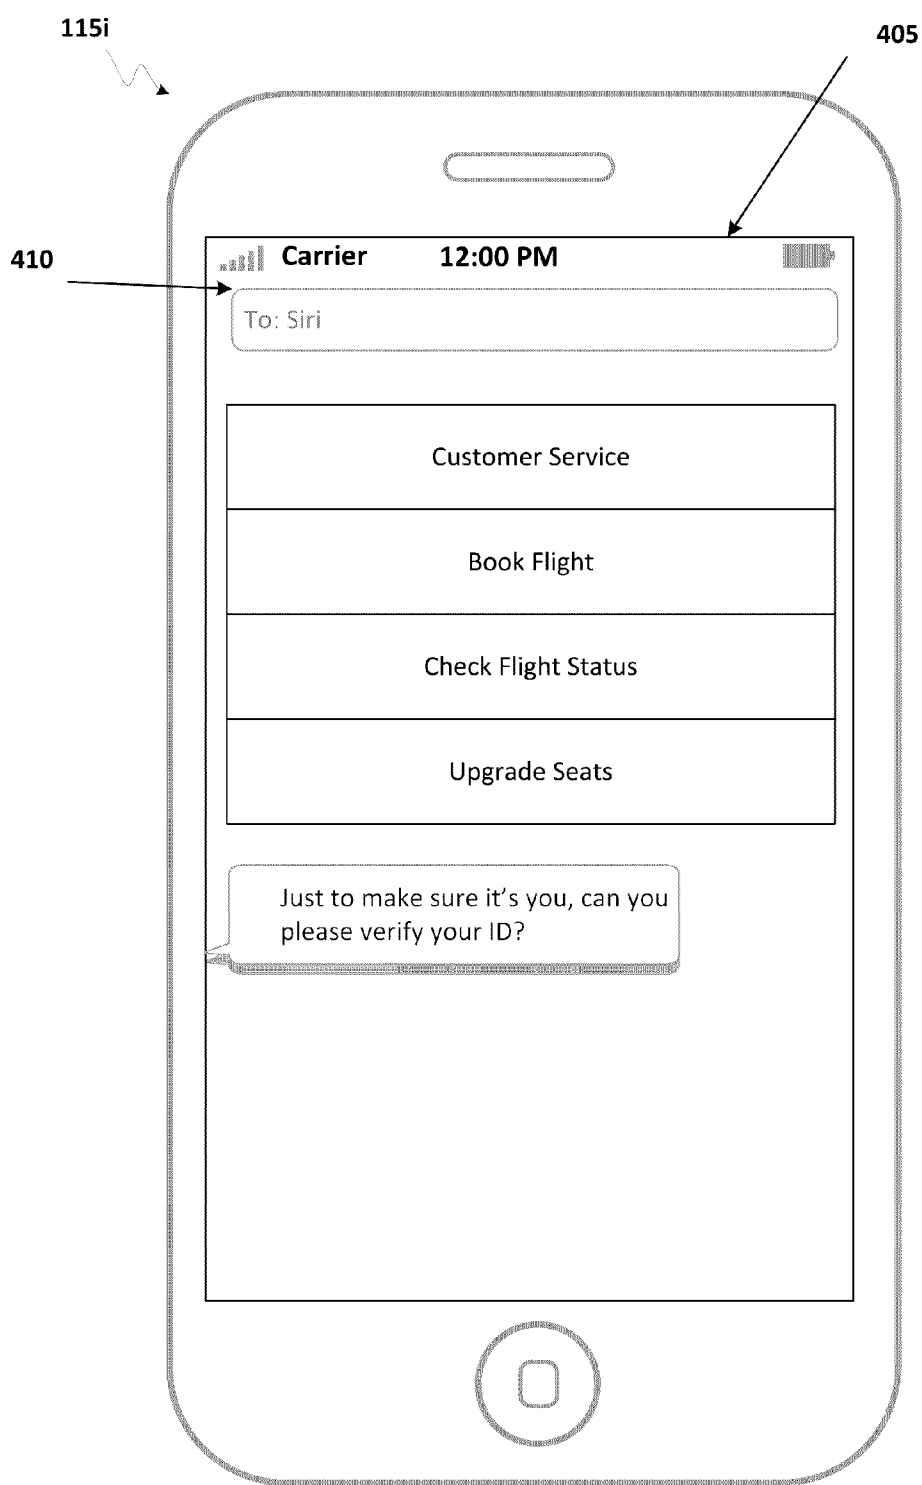 115i
405
410
Carrier 12:00 PM
To: Siri
Customer Service
Book Flight
Check Flight Status
Upgrade Seats
Just to make sure it's you, can you
please verify your ID?